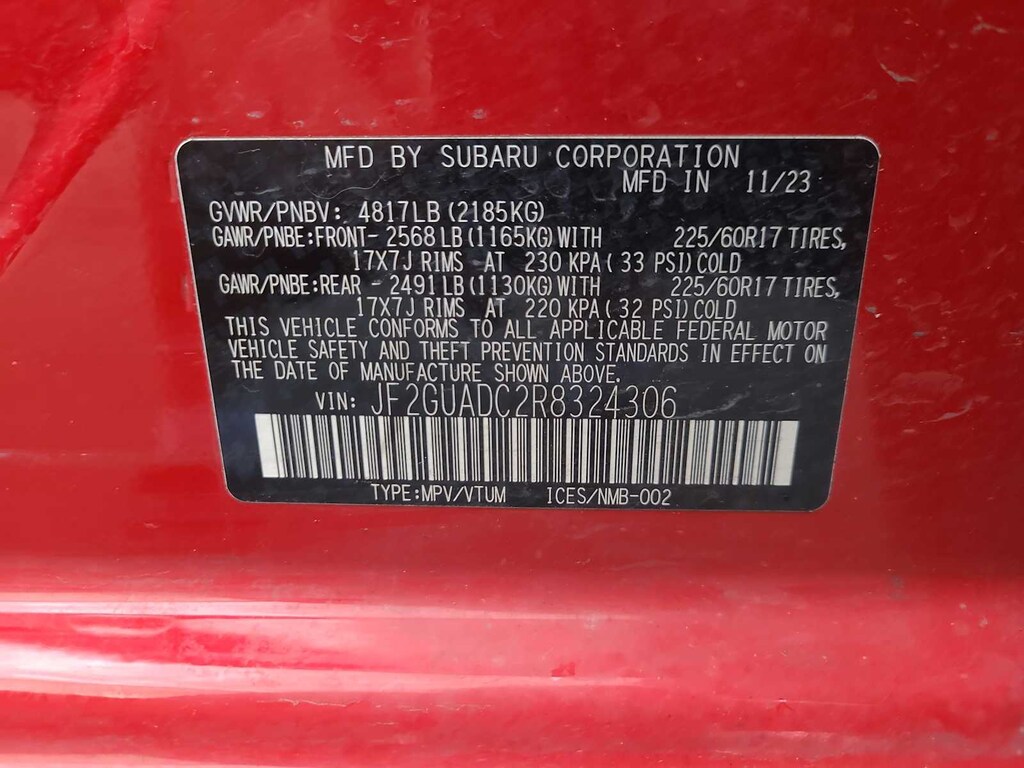 MFD BY SUBARU CORPORATION
MFD IN 11/23
GVWR/PNBV: 4817LB (2185KG)
GAWR/PNBE:FRONT- 2568 LB (1165KG) WITH 225/60R17 TIRES,
17X7J RIMS AT 230 KPA ( 33 PSI) COLD
GAWR/PNBE:REAR - 2491 LB (1130KG) WITH 225/60R17 TIRES,
17X7J RIMS AT 220 KPA ( 32 PSI) COLD
THIS VEHICLE CONFORMS TO ALL APPLICABLE FEDERAL MOTOR
VEHICLE SAFETY AND THEFT PREVENTION STANDARDS IN EFFECT ON
THE DATE OF MANUFACTURE SHOWN ABOVE.
VIN: JF2GUADC2R8324306
TYPE:MPV/VTUM ICES/NMB-002